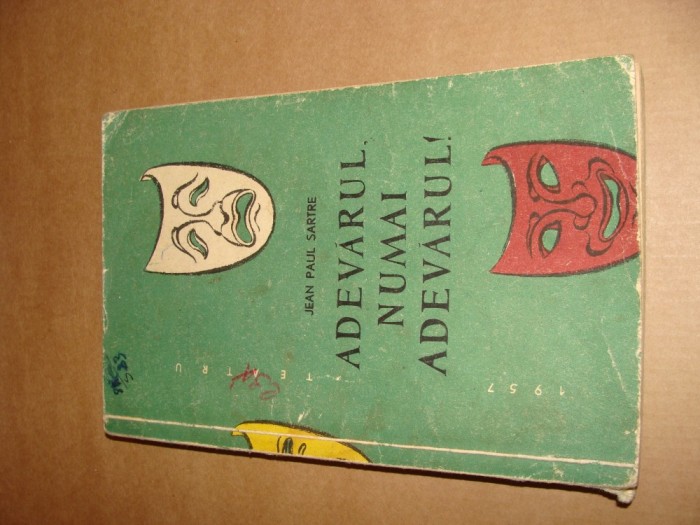 JEAN PAUL SARTRE
ADEVĂRUL,
NUMAI
ADEVĂRUL!
TEATRU
1957